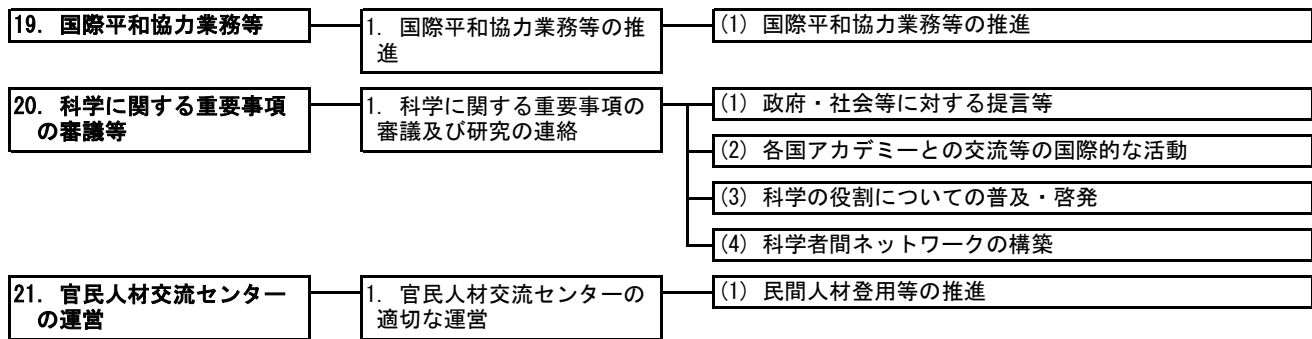 19. 国際平和協力業務等
1. 国際平和協力業務等の推
進
(1) 国際平和協力業務等の推進
20. 科学に関する重要事項
の審議等
1. 科学に関する重要事項の
審議及び研究の連絡
(1) 政府・社会等に対する提言等
(2) 各国アカデミーとの交流等の国際的な活動
(3) 科学の役割についての普及・啓発
(4) 科学者間ネットワークの構築
21. 官民人材交流センター
の運営
1. 官民人材交流センターの
適切な運営
(1) 民間人材登用等の推進